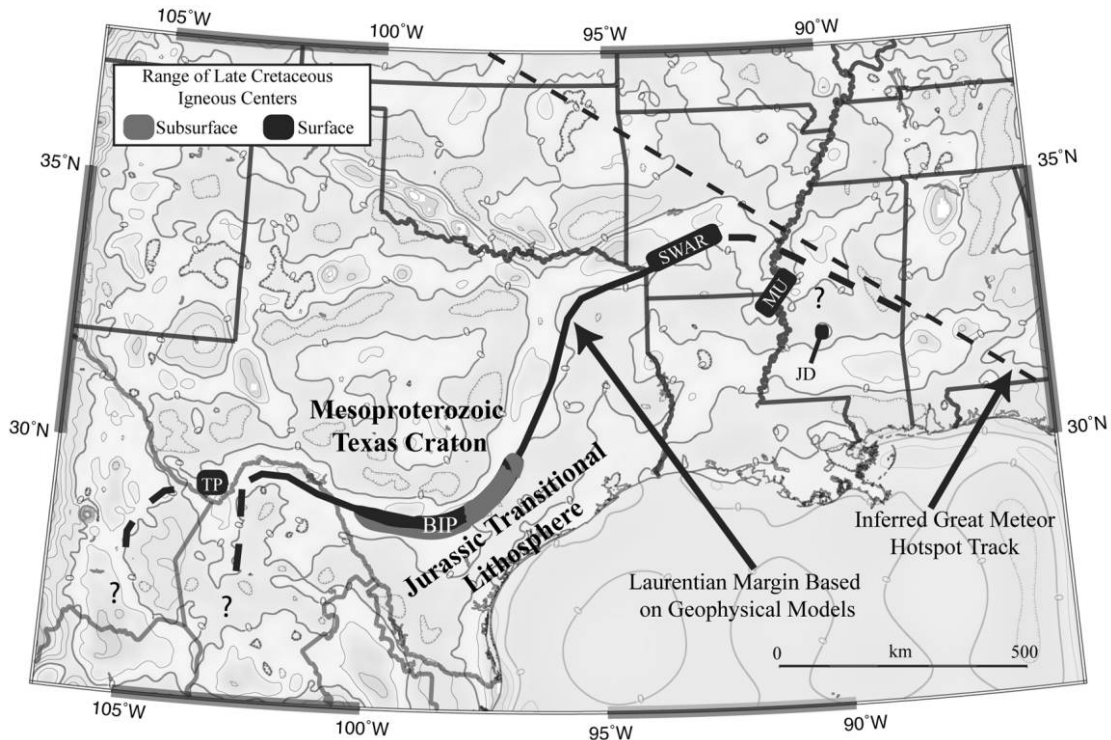 105°W
100°W
95°W
90°W
Range of Late Cretaceous
Igneous Centers
Subsurface
Surface
35°N
35°N
SWAR
MU
?
JD
Mesoproterozoic
Texas Craton
30°N
30°N
TP
BIP
Jurassic Transitional
Lithosphere
Inferred Great Meteor
Hotspot Track
Laurentian Margin Based
on Geophysical Models
?
?
0
km
500
105°W
100°W
95°W
90°W